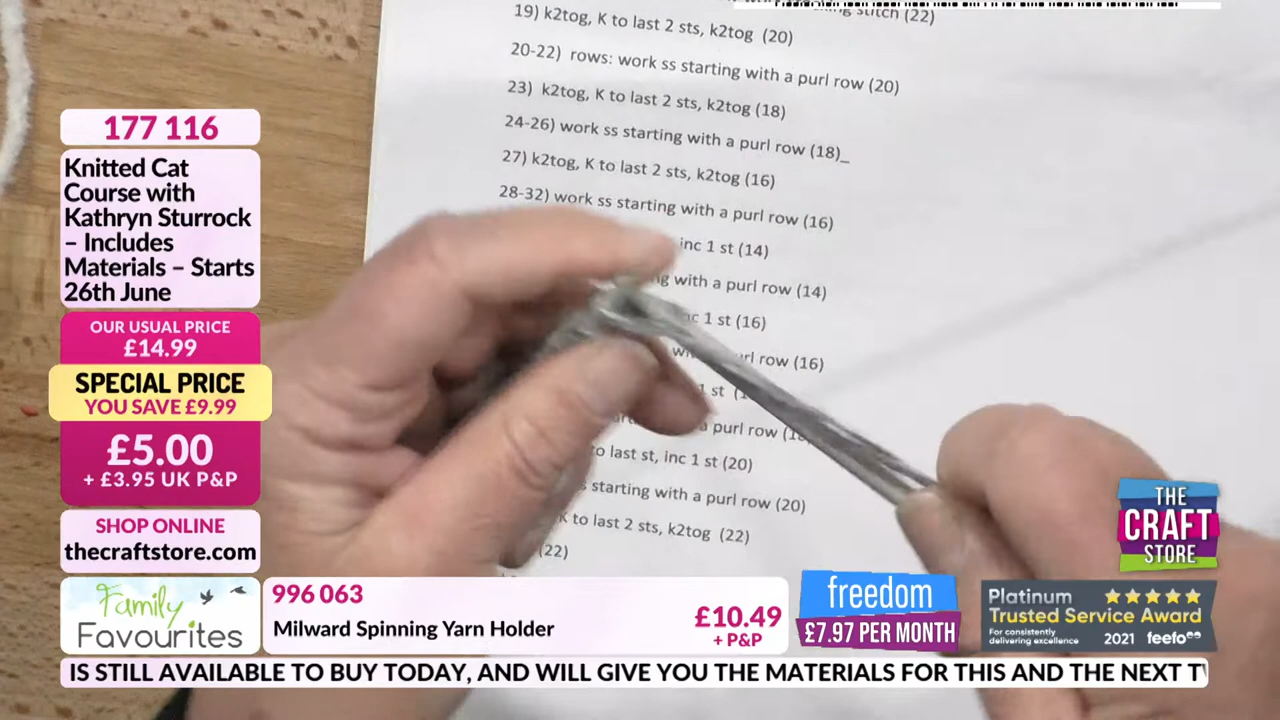 19) k2tog, K to last 2 sts, k2tog (20)
stitch (22)
20-22) rows: work ss starting with a purl row (20)
23) k2tog, K to last 2 sts, k2tog (18)
24-26) work ss starting with a purl row (18)_
27) k2tog, K to last 2 sts, k2tog (16)
28-32) work ss starting with a purl row (16)
inc 1 st (14)
with a purl row (14)
1 st (16)
row (16)
1 st
a purl row
to last st, inc 1 st (20)
starting with a purl row (20)
K to last 2 sts, k2tog (22)
(22)
177 116
Knitted Cat
Course with
Kathryn Sturrock
– Includes
Materials – Starts
26th June
OUR USUAL PRICE
£14.99
SPECIAL PRICE
YOU SAVE £9.99
£5.00
+ £3.95 UK P&P
SHOP ONLINE
thecraftstore.com
THE
CRAFT
STORE
Family
Favourites
996 063
Milward Spinning Yarn Holder
£10.49
+ P&P
freedom
£7.97 PER MONTH
Platinum
Trusted Service Award
For consistently
delivering excellence
2021 feefo
IS STILL AVAILABLE TO BUY TODAY, AND WILL GIVE YOU THE MATERIALS FOR THIS AND THE NEXT